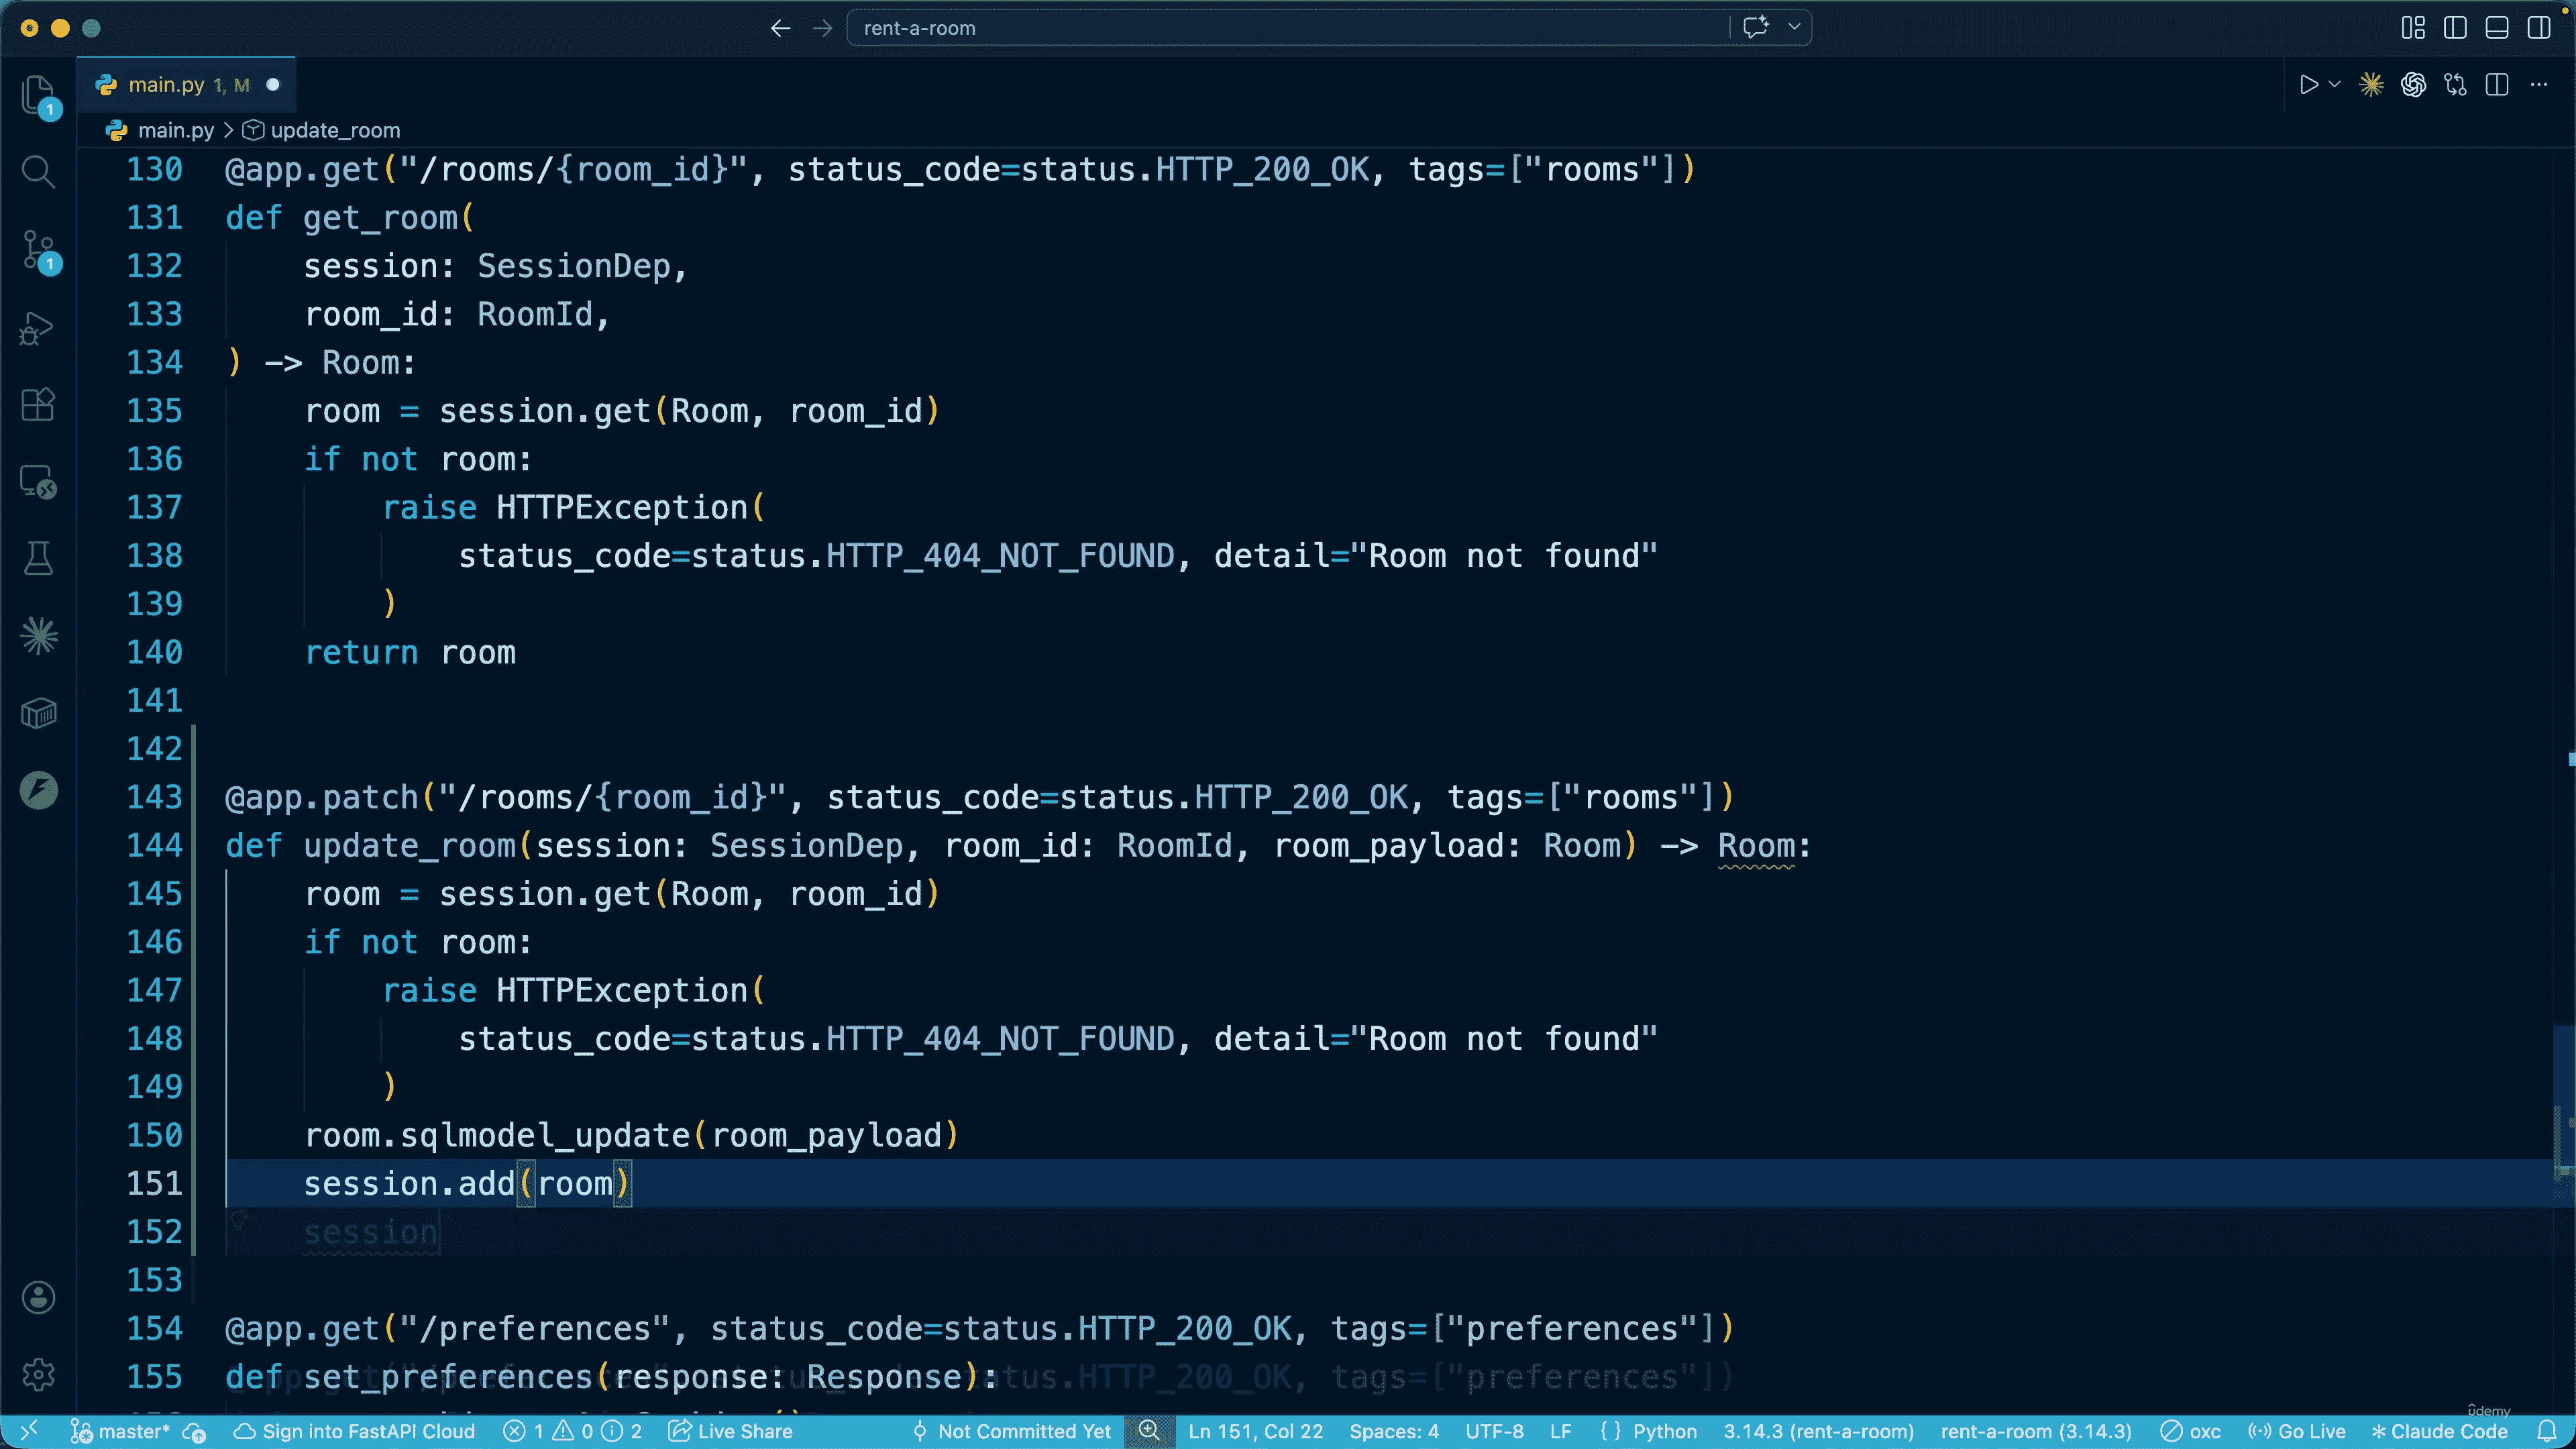 rent-a-room
main.py 1, M
main.py > update_room
130 @app.get("/rooms/{room_id}", status_code=status.HTTP_200_OK, tags=["rooms"])
131 def get_room(
132     session: SessionDep,
133     room_id: RoomId,
134 ) -> Room:
135     room = session.get(Room, room_id)
136     if not room:
137         raise HTTPException(
138             status_code=status.HTTP_404_NOT_FOUND, detail="Room not found"
139         )
140     return room
141
142
143 @app.patch("/rooms/{room_id}", status_code=status.HTTP_200_OK, tags=["rooms"])
144 def update_room(session: SessionDep, room_id: RoomId, room_payload: Room) -> Room:
145     room = session.get(Room, room_id)
146     if not room:
147         raise HTTPException(
148             status_code=status.HTTP_404_NOT_FOUND, detail="Room not found"
149         )
150     room.sqlmodel_update(room_payload)
151     session.add(room)
152     session
153
154 @app.get("/preferences", status_code=status.HTTP_200_OK, tags=["preferences"])
155 def set_preferences(response: Response):
udemy
master* Sign into FastAPI Cloud 1 0 2 Live Share Not Committed Yet Ln 151, Col 22 Spaces: 4 UTF-8 LF { } Python 3.14.3 (rent-a-room) rent-a-room (3.14.3) oxc Go Live Claude Code